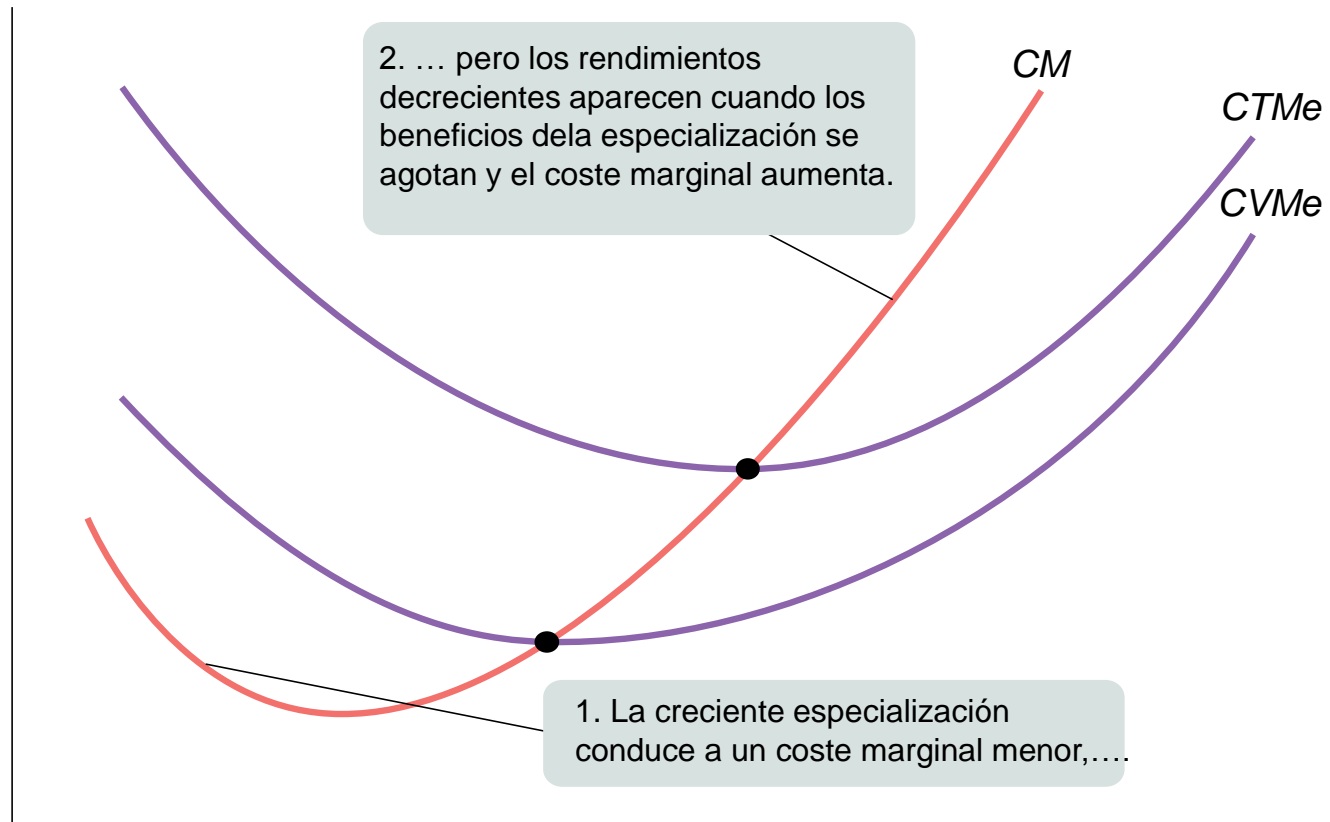 2. … pero los rendimientos
decrecientes aparecen cuando los
beneficios dela especialización se
agotan y el coste marginal aumenta.
CM
CTMe
CVMe
1. La creciente especialización
conduce a un coste marginal menor,….